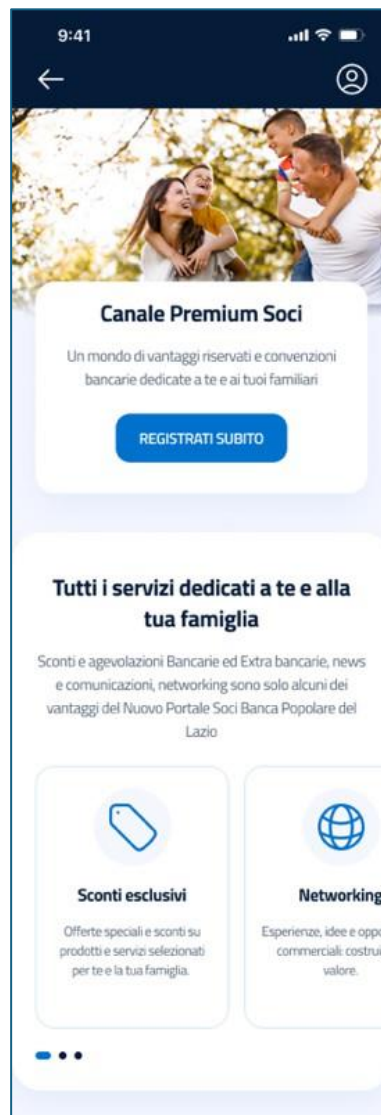 9:41
Canale Premium Soci
Un mondo di vantaggi riservati e convenzioni
bancarie dedicate a te e ai tuoi familiari
REGISTRATI SUBITO
Tutti i servizi dedicati a te e alla
tua famiglia
Sconti e agevolazioni Bancarie ed Extra bancarie, news
e comunicazioni, networking sono solo alcuni dei
vantaggi del Nuovo Portale Soci Banca Popolare del
Lazio
Sconti esclusivi
Offerte speciali e sconti su
prodotti e servizi selezionati
per te e la tua famiglia.
Networking
Esperienze, idee e
commerciali:
valore.